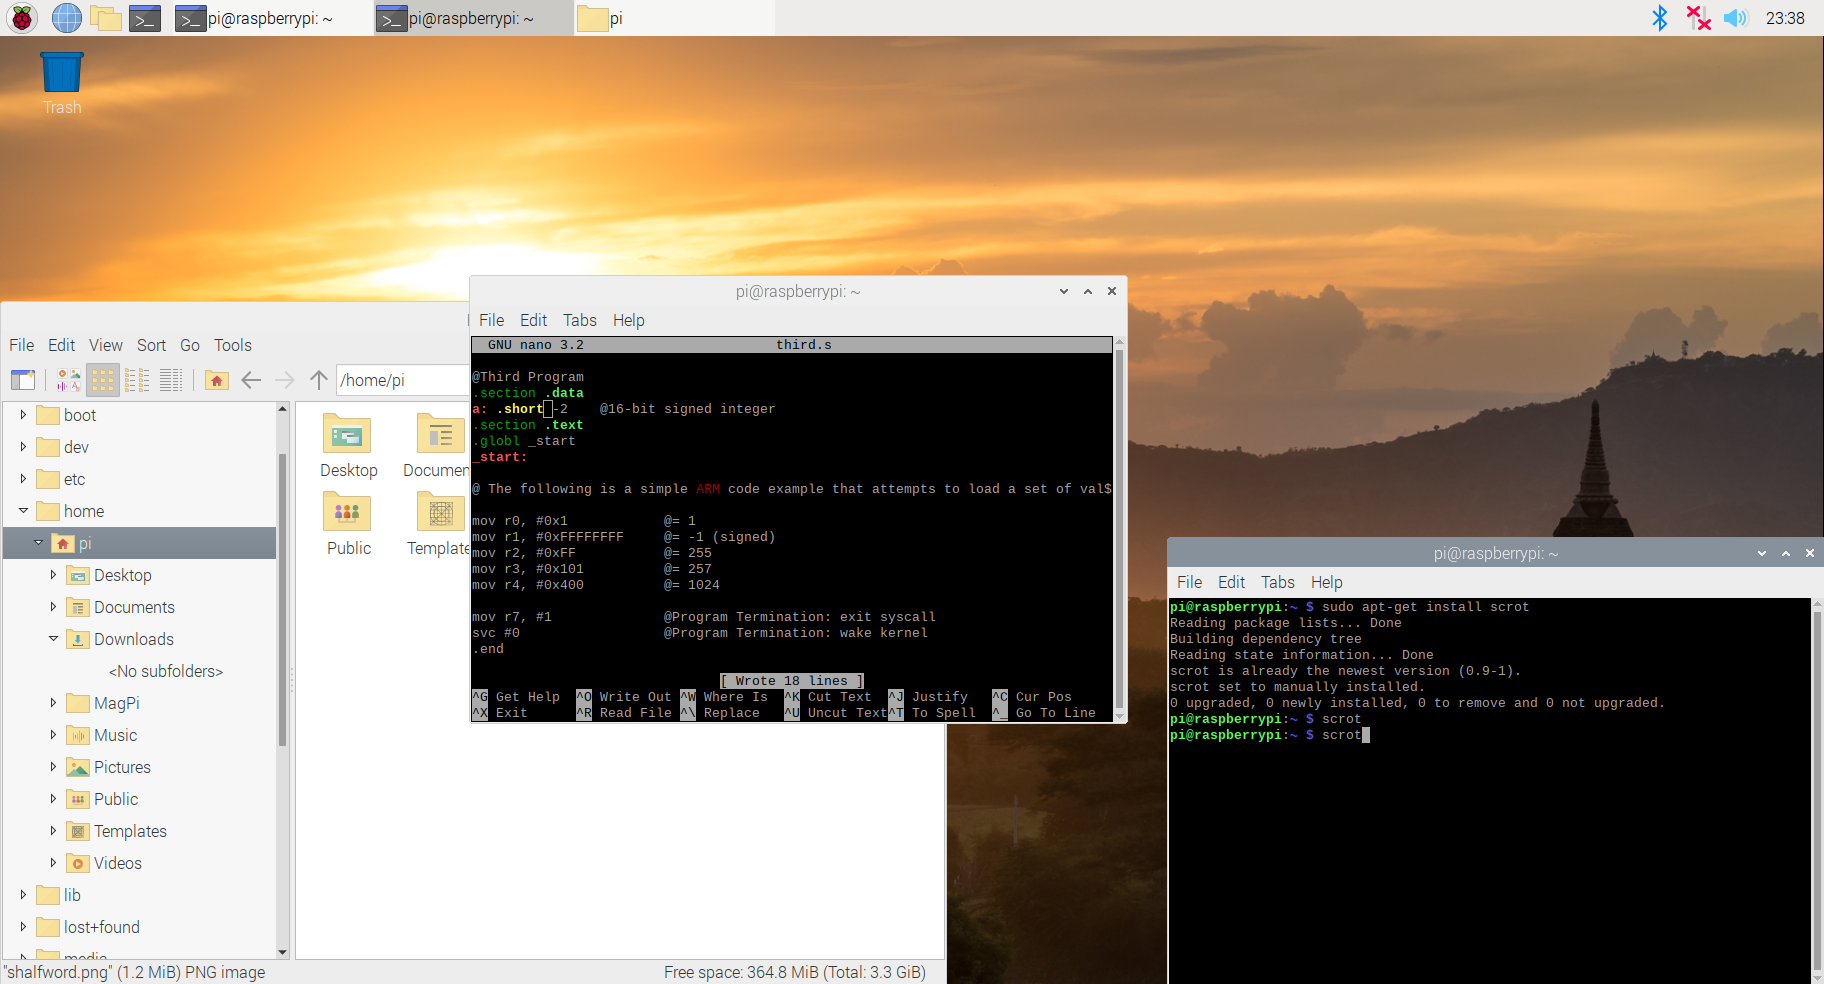 pi@raspberrypi: ~
pi@raspberrypi: ~
pi
23:38
Trash
File Edit View Sort Go Tools
/home/pi
boot
dev
etc
home
pi
Desktop
Documents
Downloads
<No subfolders>
MagPi
Music
Pictures
Public
Templates
Videos
lib
lost+found
media
Desktop
Documen
Public
Template
"shalfword.png" (1.2 MiB) PNG image
Free space: 364.8 MiB (Total: 3.3 GiB)
pi@raspberrypi: ~
File Edit Tabs Help
GNU nano 3.2 third.s
@Third Program
.section .data
a: .short -2 @16-bit signed integer
.section .text
.globl _start
_start:
@ The following is a simple ARM code example that attempts to load a set of val$
mov r0, #0x1 @= 1
mov r1, #0xFFFFFFFF @= -1 (signed)
mov r2, #0xFF @= 255
mov r3, #0x101 @= 257
mov r4, #0x400 @= 1024
mov r7, #1 @Program Termination: exit syscall
svc #0 @Program Termination: wake kernel
.end
[ Wrote 18 lines ]
^G Get Help ^O Write Out ^W Where Is ^K Cut Text ^J Justify ^C Cur Pos
^X Exit ^R Read File ^\ Replace ^U Uncut Text ^T To Spell ^_ Go To Line
pi@raspberrypi: ~
File Edit Tabs Help
pi@raspberrypi:~ $ sudo apt-get install scrot
Reading package lists... Done
Building dependency tree
Reading state information... Done
scrot is already the newest version (0.9-1).
scrot set to manually installed.
0 upgraded, 0 newly installed, 0 to remove and 0 not upgraded.
pi@raspberrypi:~ $ scrot
pi@raspberrypi:~ $ scrot